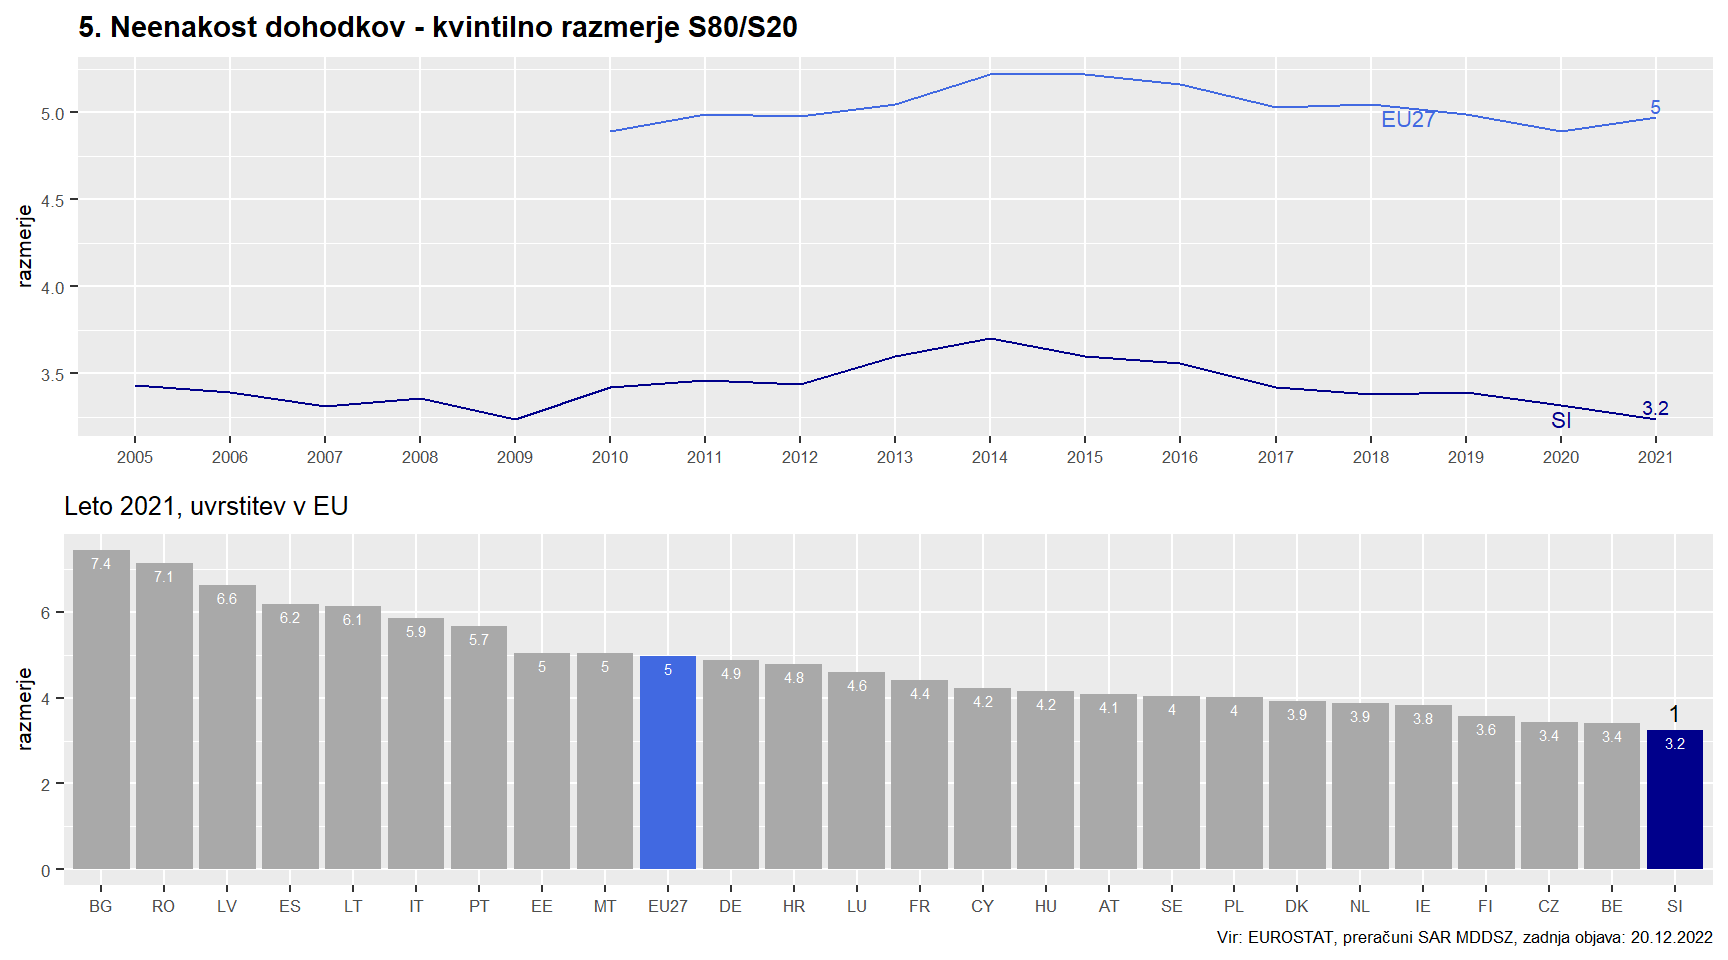 5. Neenakost dohodkov - kvintilno razmerje S80/S20
razmerje
5.0
4.5
4.0
3.5
EU27
5
SI
3.2
2005 2006 2007 2008 2009 2010 2011 2012 2013 2014 2015 2016 2017 2018 2019 2020 2021
Leto 2021, uvrstitev v EU
razmerje
6
4
2
0
7.4 7.1 6.6 6.2 6.1 5.9 5.7 5 5 5 4.9 4.8 4.6 4.4 4.2 4.2 4.1 4 4 3.9 3.9 3.8 3.6 3.4 3.4 3.2
1
BG RO LV ES LT IT PT EE MT EU27 DE HR LU FR CY HU AT SE PL DK NL IE FI CZ BE SI
Vir: EUROSTAT, preračuni SAR MDDSZ, zadnja objava: 20.12.2022